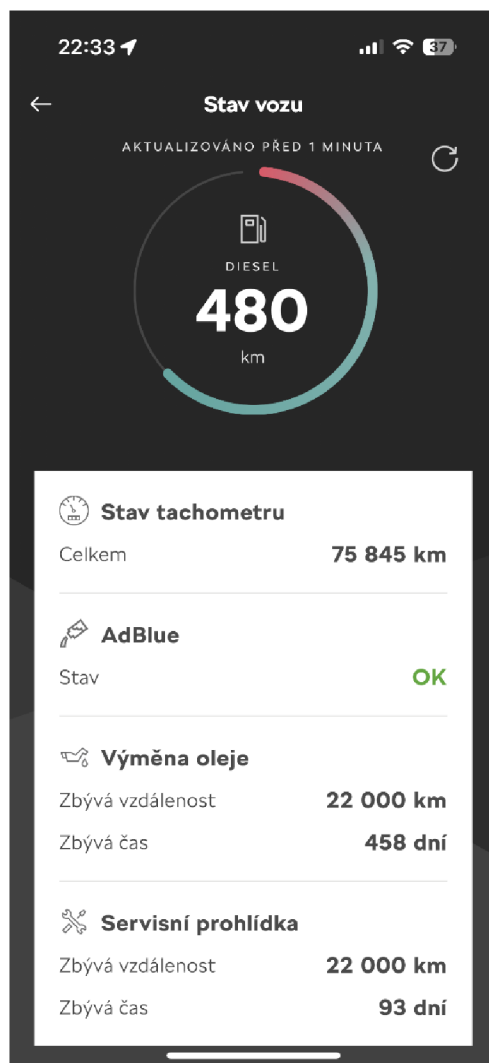 22:33
37
Stav vozu
AKTUALIZOVÁNO PŘED 1 MINUTA
DIESEL
480
km
Stav tachometru
Celkem 75 845 km
AdBlue
Stav OK
Výměna oleje
Zbývá vzdálenost 22 000 km
Zbývá čas 458 dní
Servisní prohlídka
Zbývá vzdálenost 22 000 km
Zbývá čas 93 dní